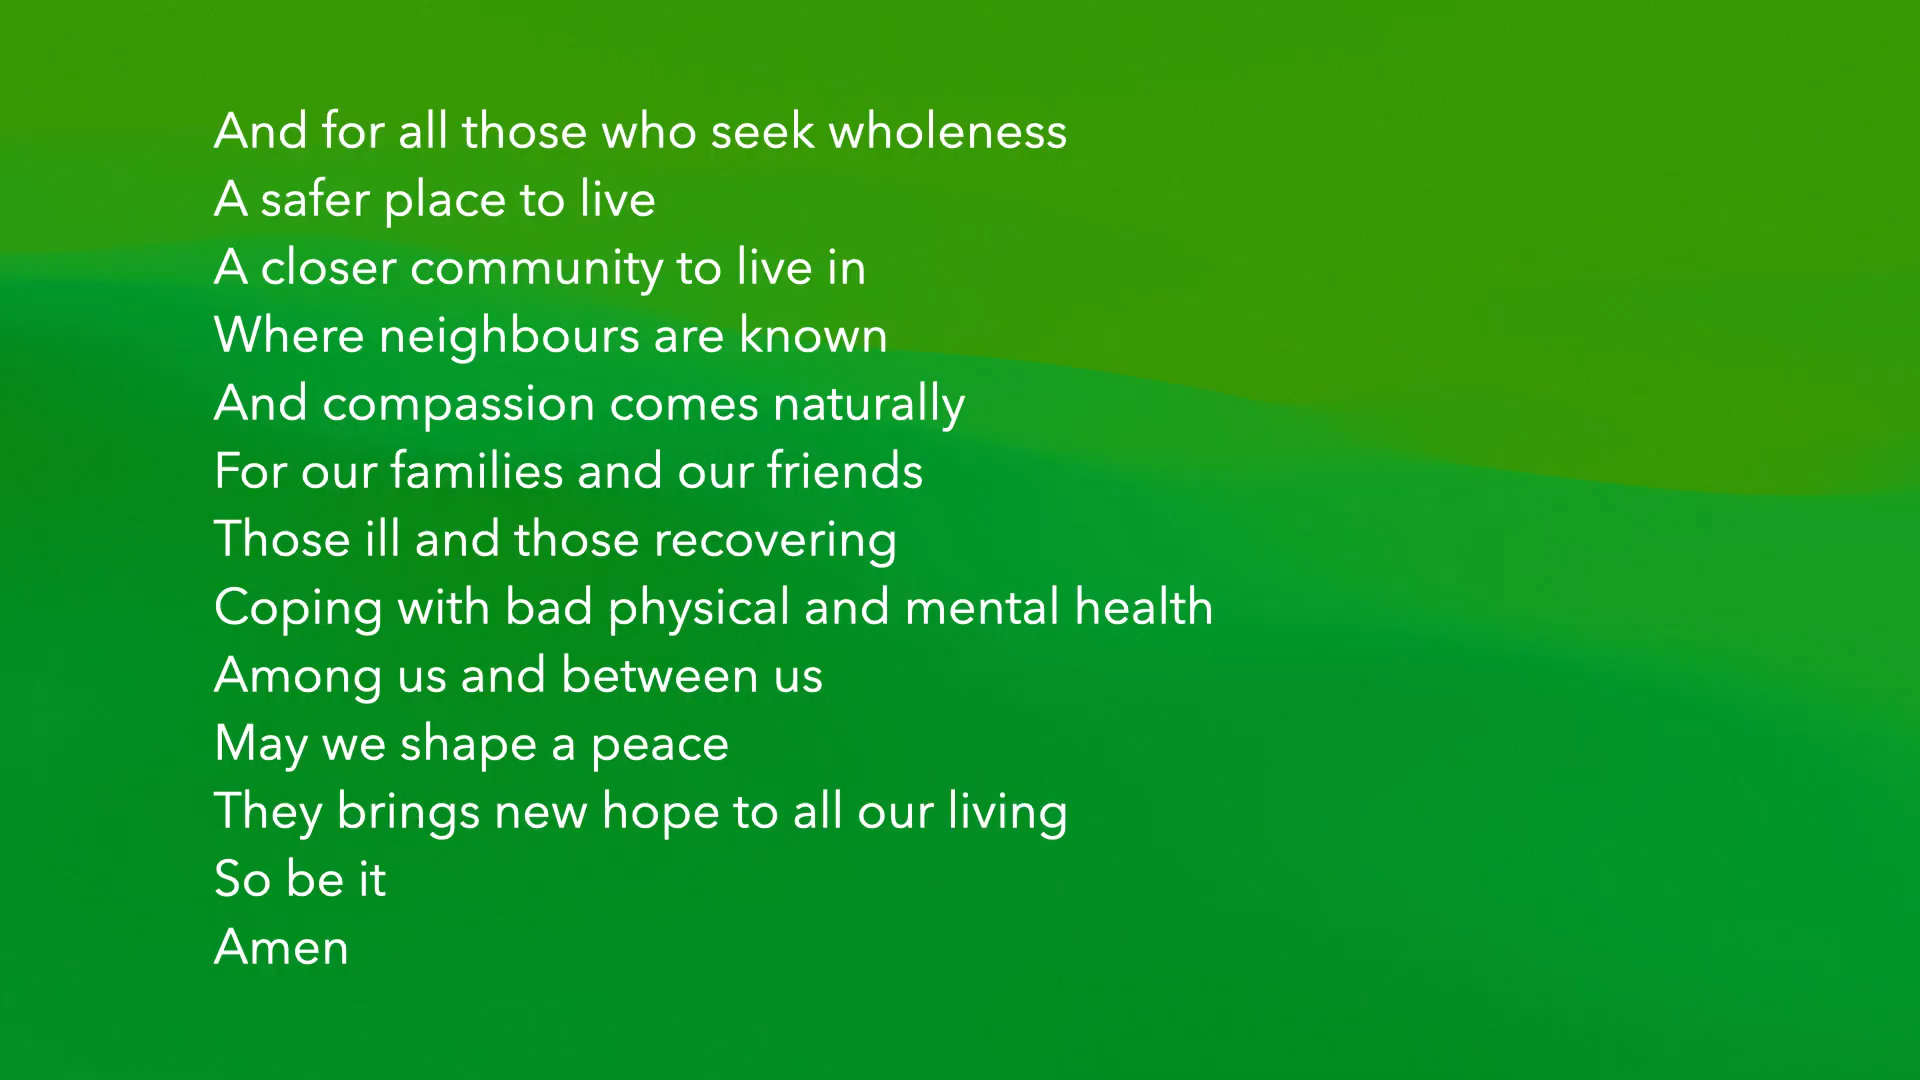 And for all those who seek wholeness
A safer place to live
A closer community to live in
Where neighbours are known
And compassion comes naturally
For our families and our friends
Those ill and those recovering
Coping with bad physical and mental health
Among us and between us
May we shape a peace
They brings new hope to all our living
So be it
Amen